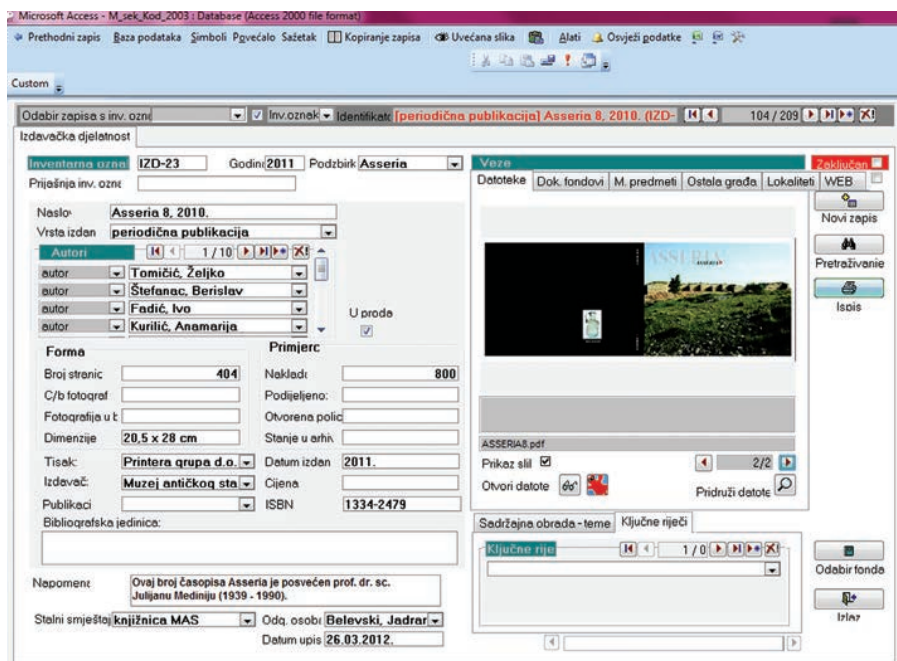 Microsoft Access - M_sek_Kod_2003 : Database (Access 2000 file format)
Prethodni zapis Baza podataka Simboli Povećalo Sažetak Kopiranje zapisa Uvećana slika Alati Osvježi podatke
Custom
Odabir zapisa s inv. ozn Inv.oznak Identifikatc [periodična publikacija] Asseria 8, 2010. (IZD- 104 / 209
Izdavačka djelatnost
Inventarna ozna IZD-23 Godin 2011 Podzbirk Asseria
Prijašnja inv. ozn
Naslo
Asseria 8, 2010.
Vrsta izdan periodična publikacija
Autori 1 / 10
autor Tomičić, Željko
autor Štefanac, Berislav
autor Fadić, Ivo
autor Kurilić, Anamarija
U proda
Forma
Broj stranic 404
C/b fotograf
Fotografija u b
Dimenzije 20,5 x 28 cm
Primjerc
Naklada 800
Podijeljeno:
Otvorena polic
Stanje u arhiv
Tisak: Printera grupa d.o. Datum izdan 2011.
Izdavač: Muzej antičkog sta Cijena
Publikaci ISBN 1334-2479
Bibliografska jedinica:
Napomene Ovaj broj časopisa Asseria je posvećen prof. dr. sc.
Julijanu Mediniju (1939 - 1990).
Stalni smještaj knjižnica MAS Odg. osob Belevski, Jadrar
Datum upis 26.03.2012.
Veze
Zaključan
Datoteke Dok. fondovi M. predmeti Ostala građa Lokaliteti WEB
ASSERIA
ASSERIA8.pdf
Prikaz slil 2/2
Otvori datote Pridruži datote
Sadržajna obrada - teme Ključne riječi
Ključne rije 1 / 0
Novi zapis
Pretraživanje
Ispis
Odabir fonda
Izlaz